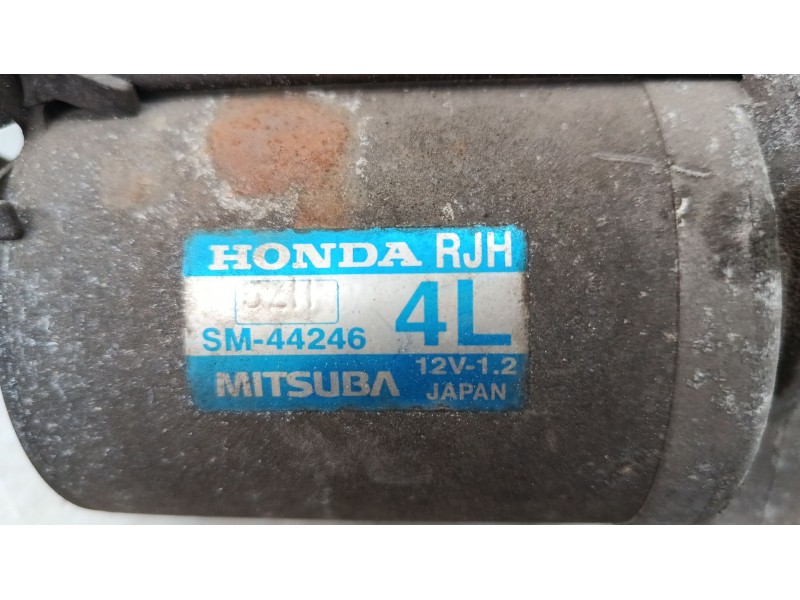 HONDA RJH
4L
SM-44246
12V-1.2
MITSUBA JAPAN